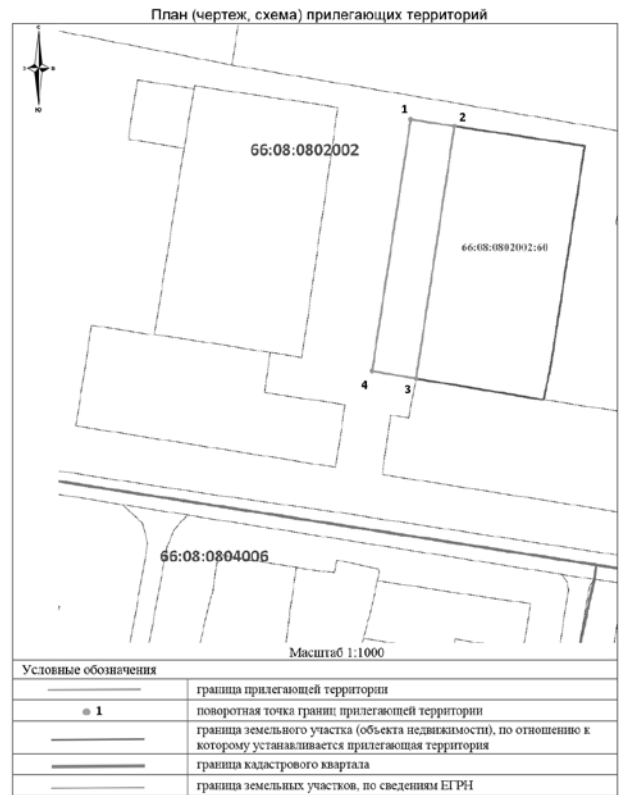 План (чертеж, схема) прилегающих территорий
С
З
В
Ю
1
2
66:08:0802002
66:08:0802002:60
4
3
66:08:0804006
Масштаб 1:1000
Условные обозначения
граница прилегающей территории
1
поворотная точка границ прилегающей территории
граница земельного участка (объекта недвижимости), по отношению к
которому устанавливается прилегающая территория
граница кадастрового квартала
граница земельных участков, по сведениям ЕГРН